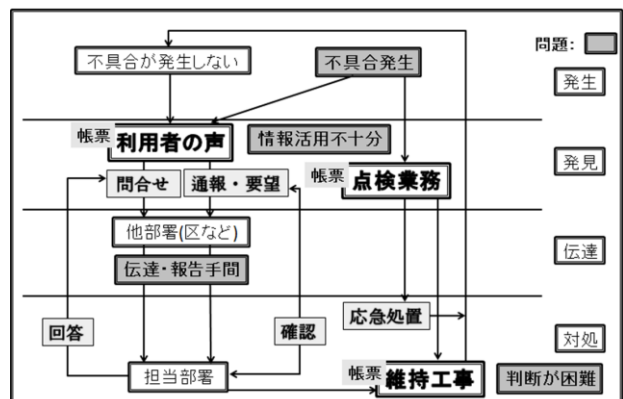 問題:
不具合が発生しない
不具合発生
発生
帳票
利用者の声
情報活用不十分
発見
問合せ
通報・要望
帳票
点検業務
他部署(区など)
伝達・報告手間
伝達
回答
確認
応急処置
対処
担当部署
帳票
維持工事
判断が困難